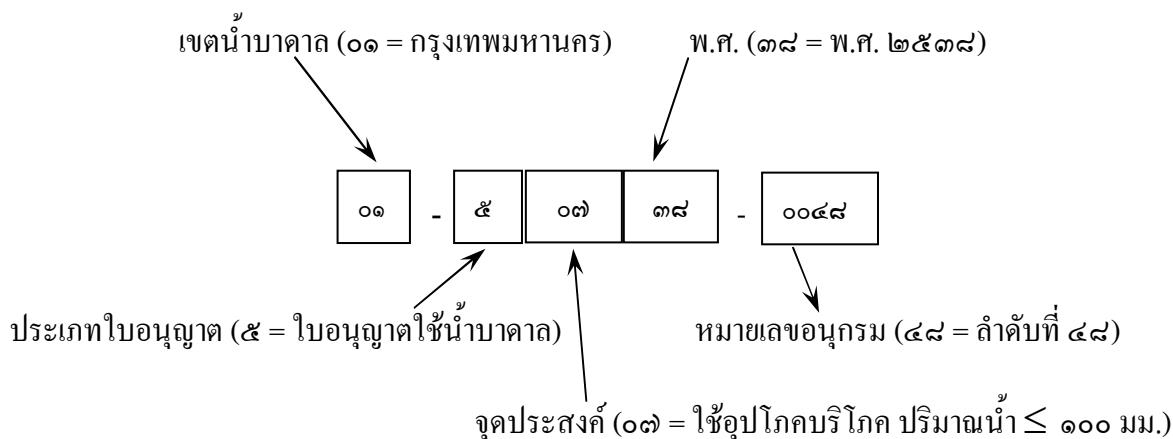 เขตน้ำบาดาล (๐๑ = กรุงเทพมหานคร) พ.ศ. (๓๘ = พ.ศ. ๒๕๓๘)
๐๑ - ๕ ๐๗ ๓๘ - ๐๐๔๘
ประเภทใบอนุญาต (๕ = ใบอนุญาตใช้น้ำบาดาล) หมายเลขอนุกรม (๔๘ = ลำดับที่ ๔๘)
จุดประสงค์ (๐๗ = ใช้อุปโภคบริโภค ปริมาณน้ำ ≤ ๑๐๐ มม.)